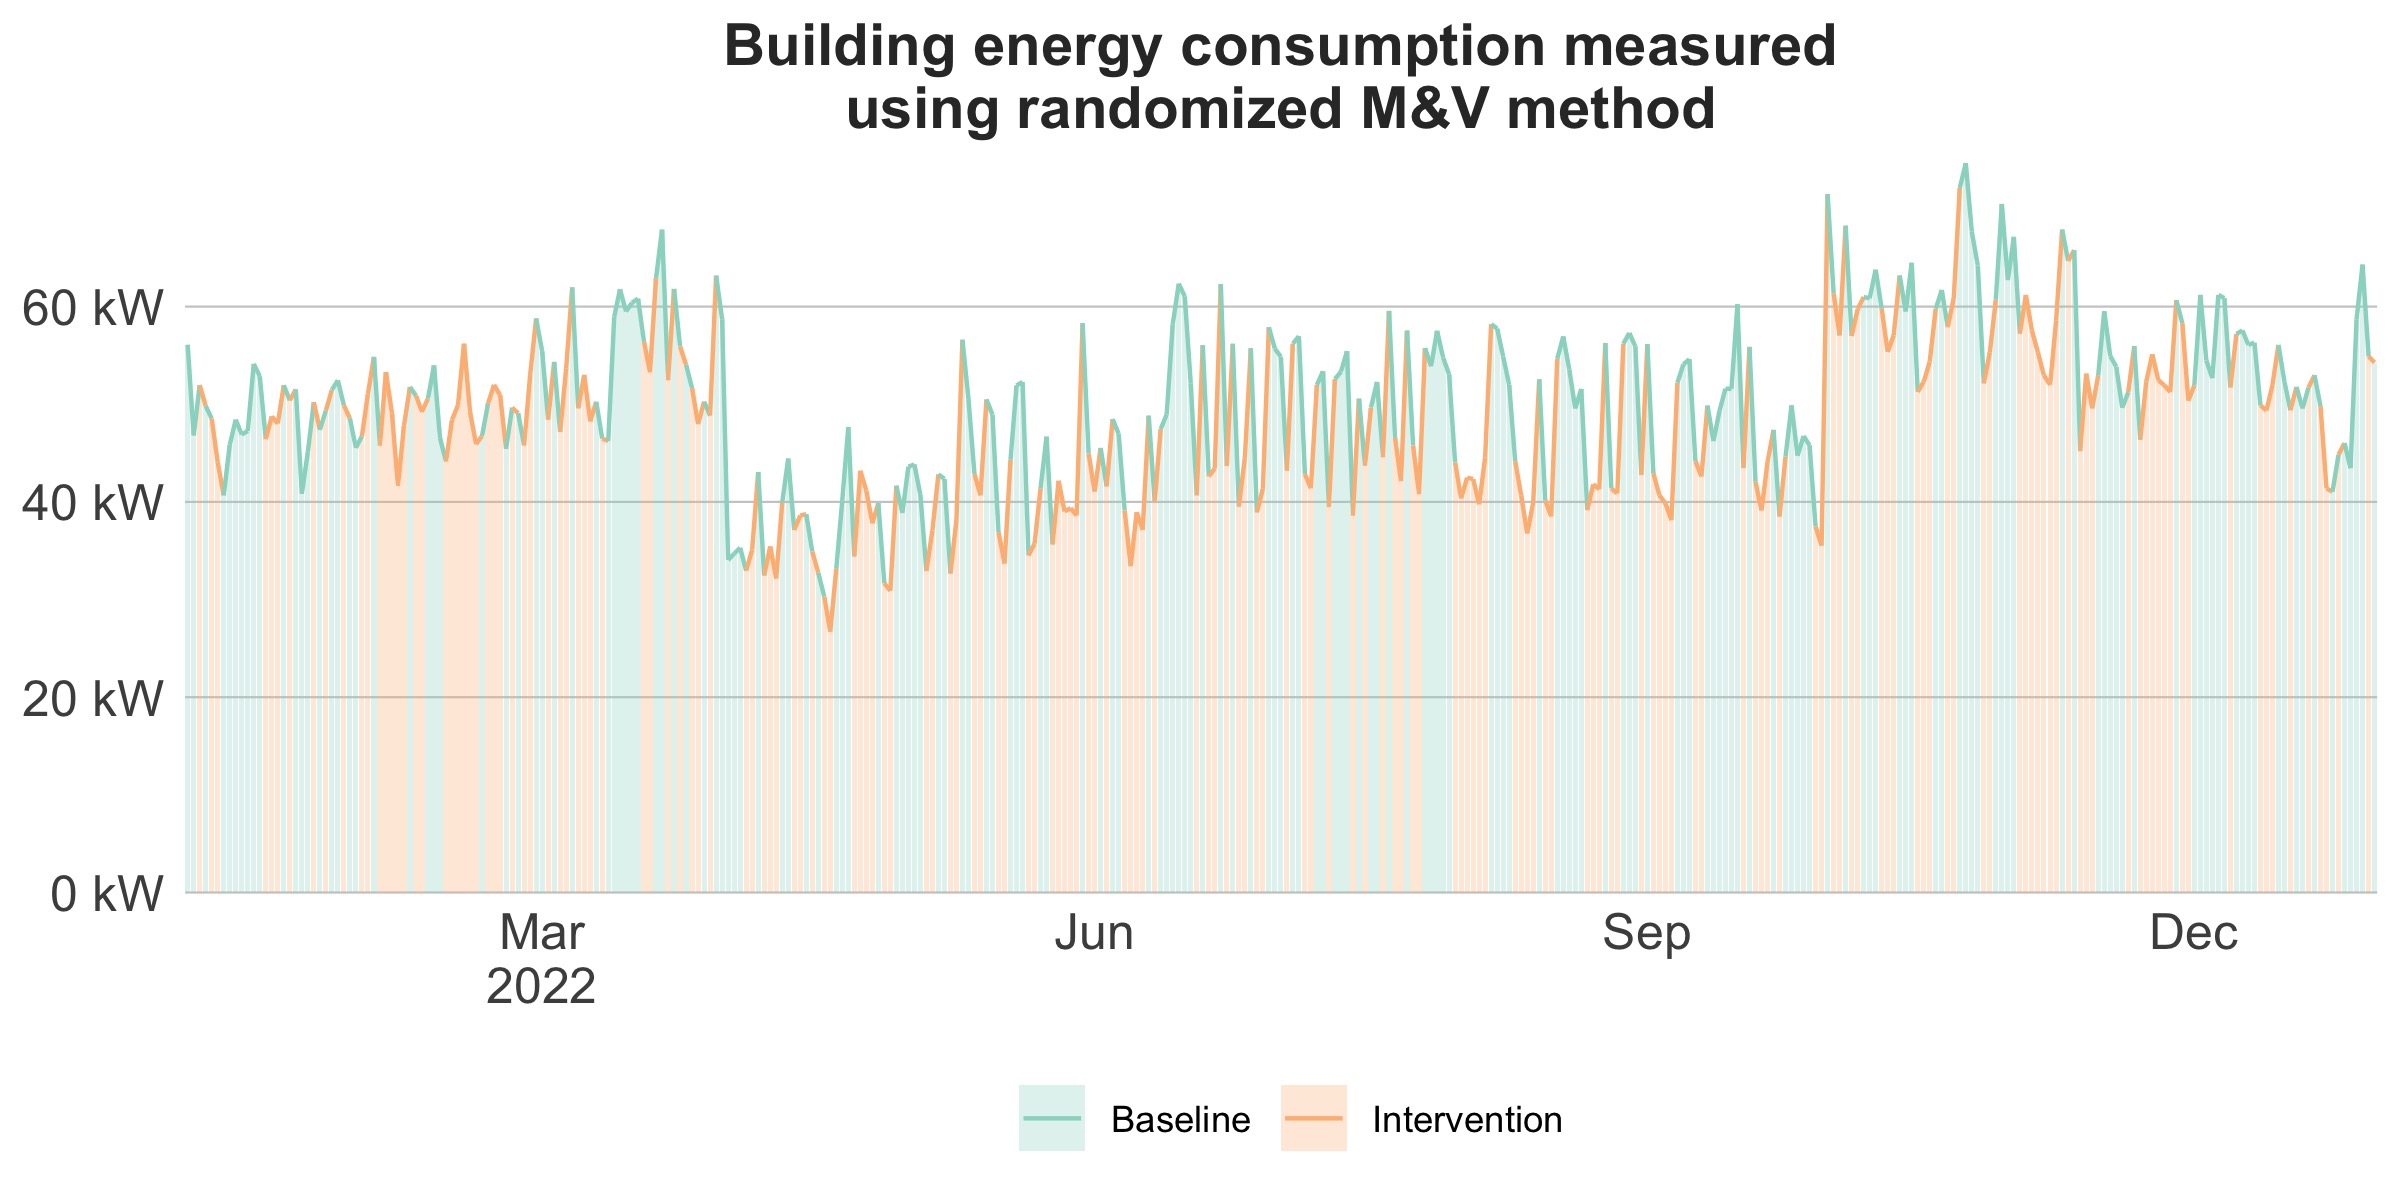 Building energy consumption measured
using randomized M&V method
60 kW
40 kW
20 kW
0 kW
Mar
2022
Jun
Sep
Dec
Baseline
Intervention